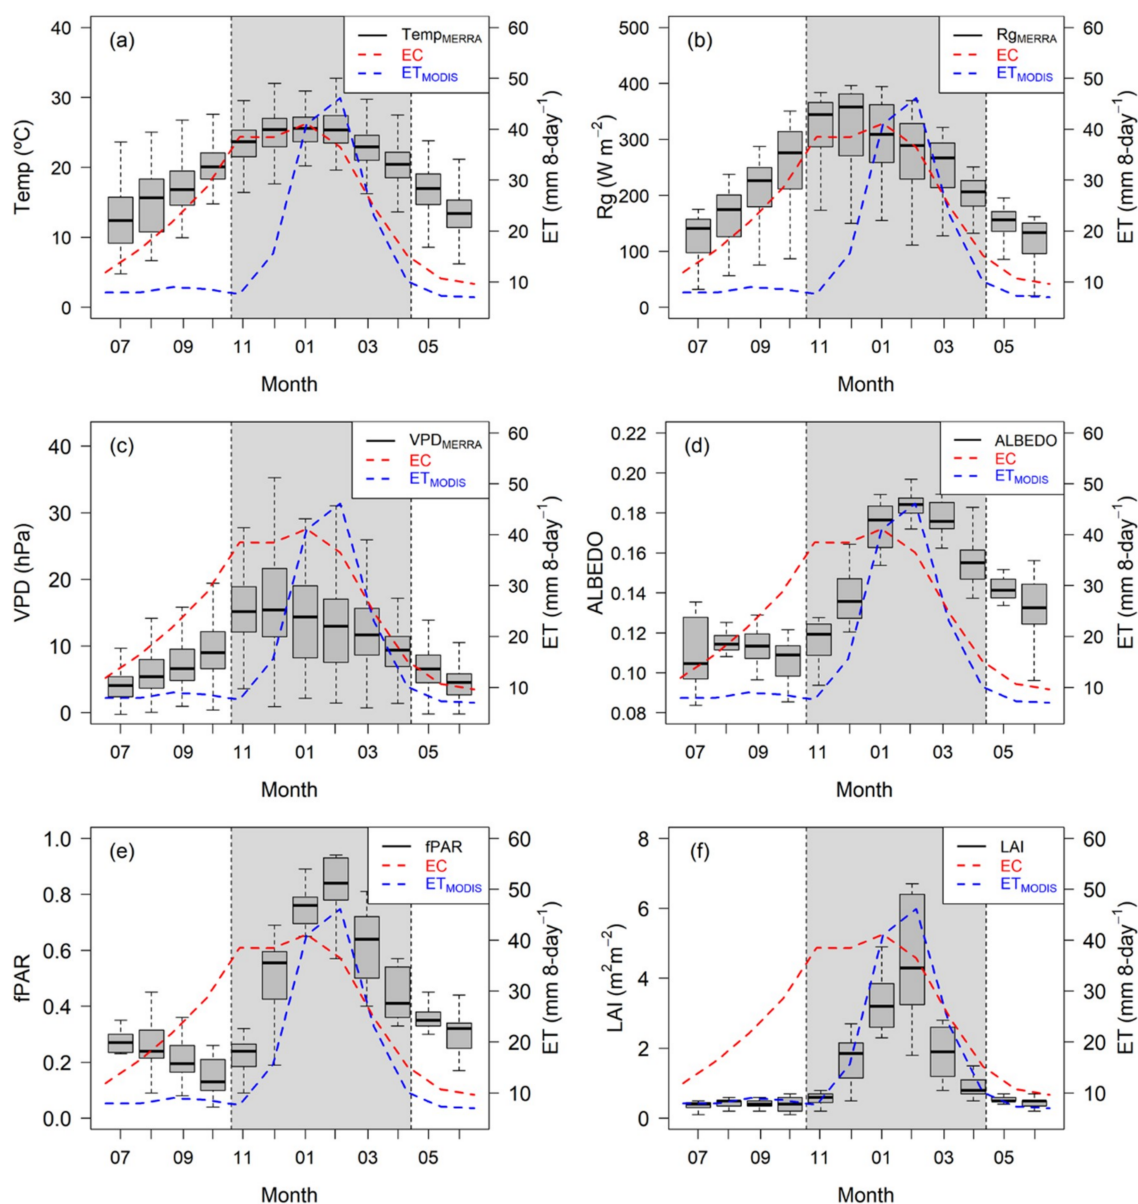 (a)
Temp_MERRA
EC
ET_MODIS
Temp (ºC)
0
10
20
30
40
ET (mm 8-day⁻¹)
10
20
30
40
50
60
07
09
11
01
03
05
Month
(b)
Rg_MERRA
EC
ET_MODIS
Rg (W m⁻²)
0
100
200
300
400
500
ET (mm 8-day⁻¹)
10
20
30
40
50
60
07
09
11
01
03
05
Month
(c)
VPD_MERRA
EC
ET_MODIS
VPD (hPa)
0
10
20
30
40
ET (mm 8-day⁻¹)
10
20
30
40
50
60
07
09
11
01
03
05
Month
(d)
ALBEDO
EC
ET_MODIS
ALBEDO
0.08
0.10
0.12
0.14
0.16
0.18
0.20
0.22
ET (mm 8-day⁻¹)
10
20
30
40
50
60
07
09
11
01
03
05
Month
(e)
fPAR
EC
ET_MODIS
fPAR
0.0
0.2
0.4
0.6
0.8
1.0
ET (mm 8-day⁻¹)
10
20
30
40
50
60
07
09
11
01
03
05
Month
(f)
LAI
EC
ET_MODIS
LAI (m²m⁻²)
0
2
4
6
8
ET (mm 8-day⁻¹)
10
20
30
40
50
60
07
09
11
01
03
05
Month